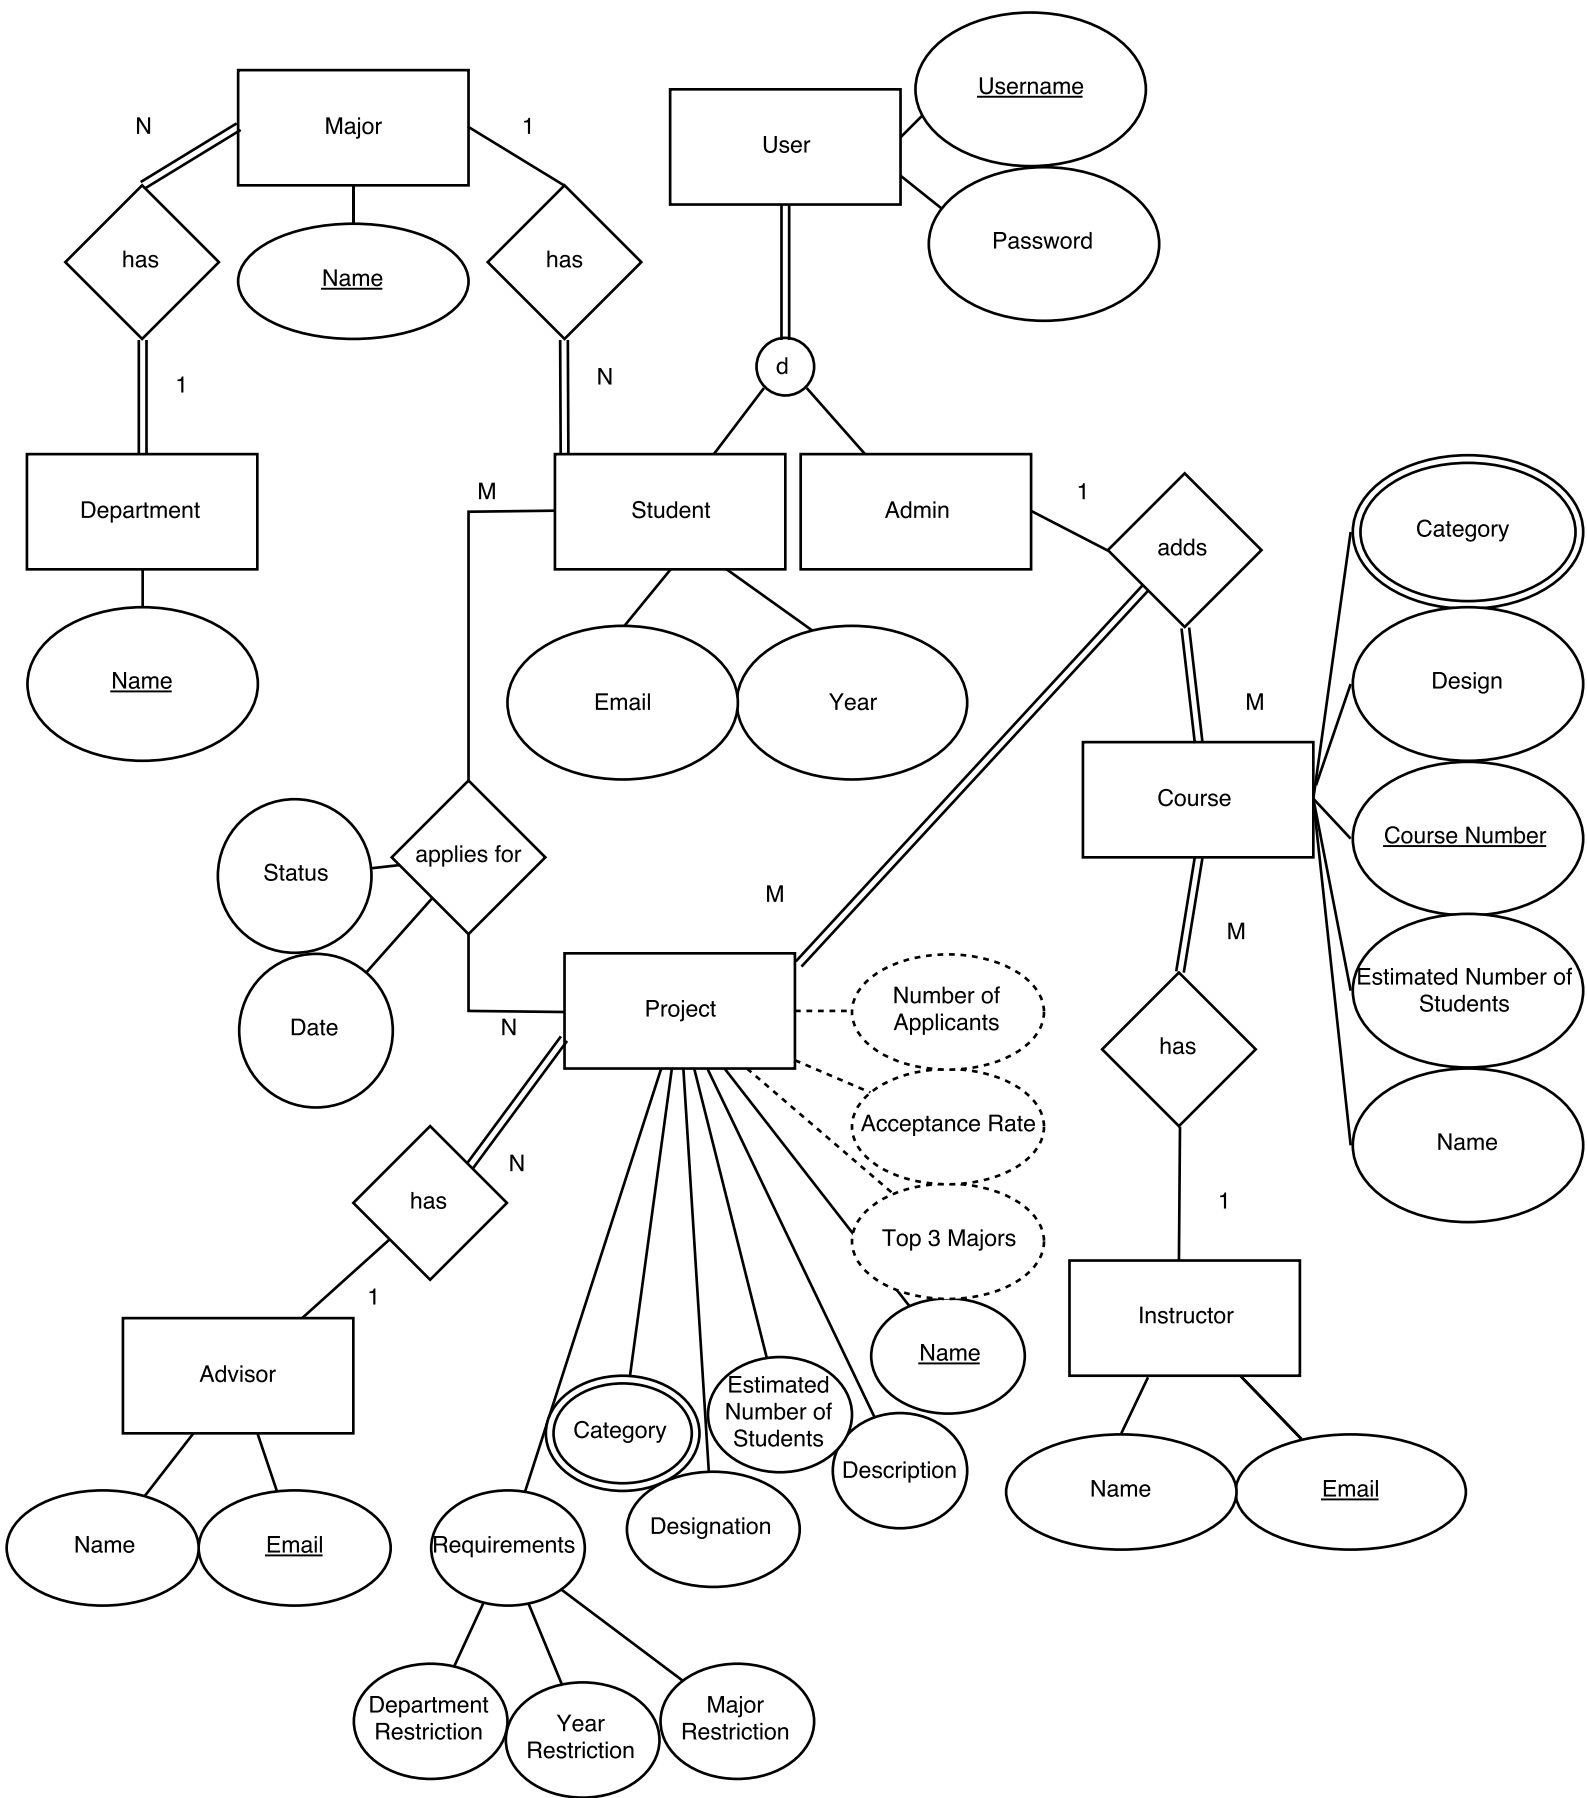 Username
N
Major
1
User
Password
has
Name
has
d
N
1
M
1
Category
Department
Student
Admin
adds
Name
Email
Year
M
Design
Course
Course Number
Status
applies for
M
M
Estimated Number of
Students
Date
N
Project
Number of
Applicants
has
Acceptance Rate
Name
N
has
1
Top 3 Majors
1
Instructor
Advisor
Name
Estimated
Number of
Students
Category
Description
Name
Email
Designation
Name
Email
Requirements
Department
Restriction
Year
Restriction
Major
Restriction